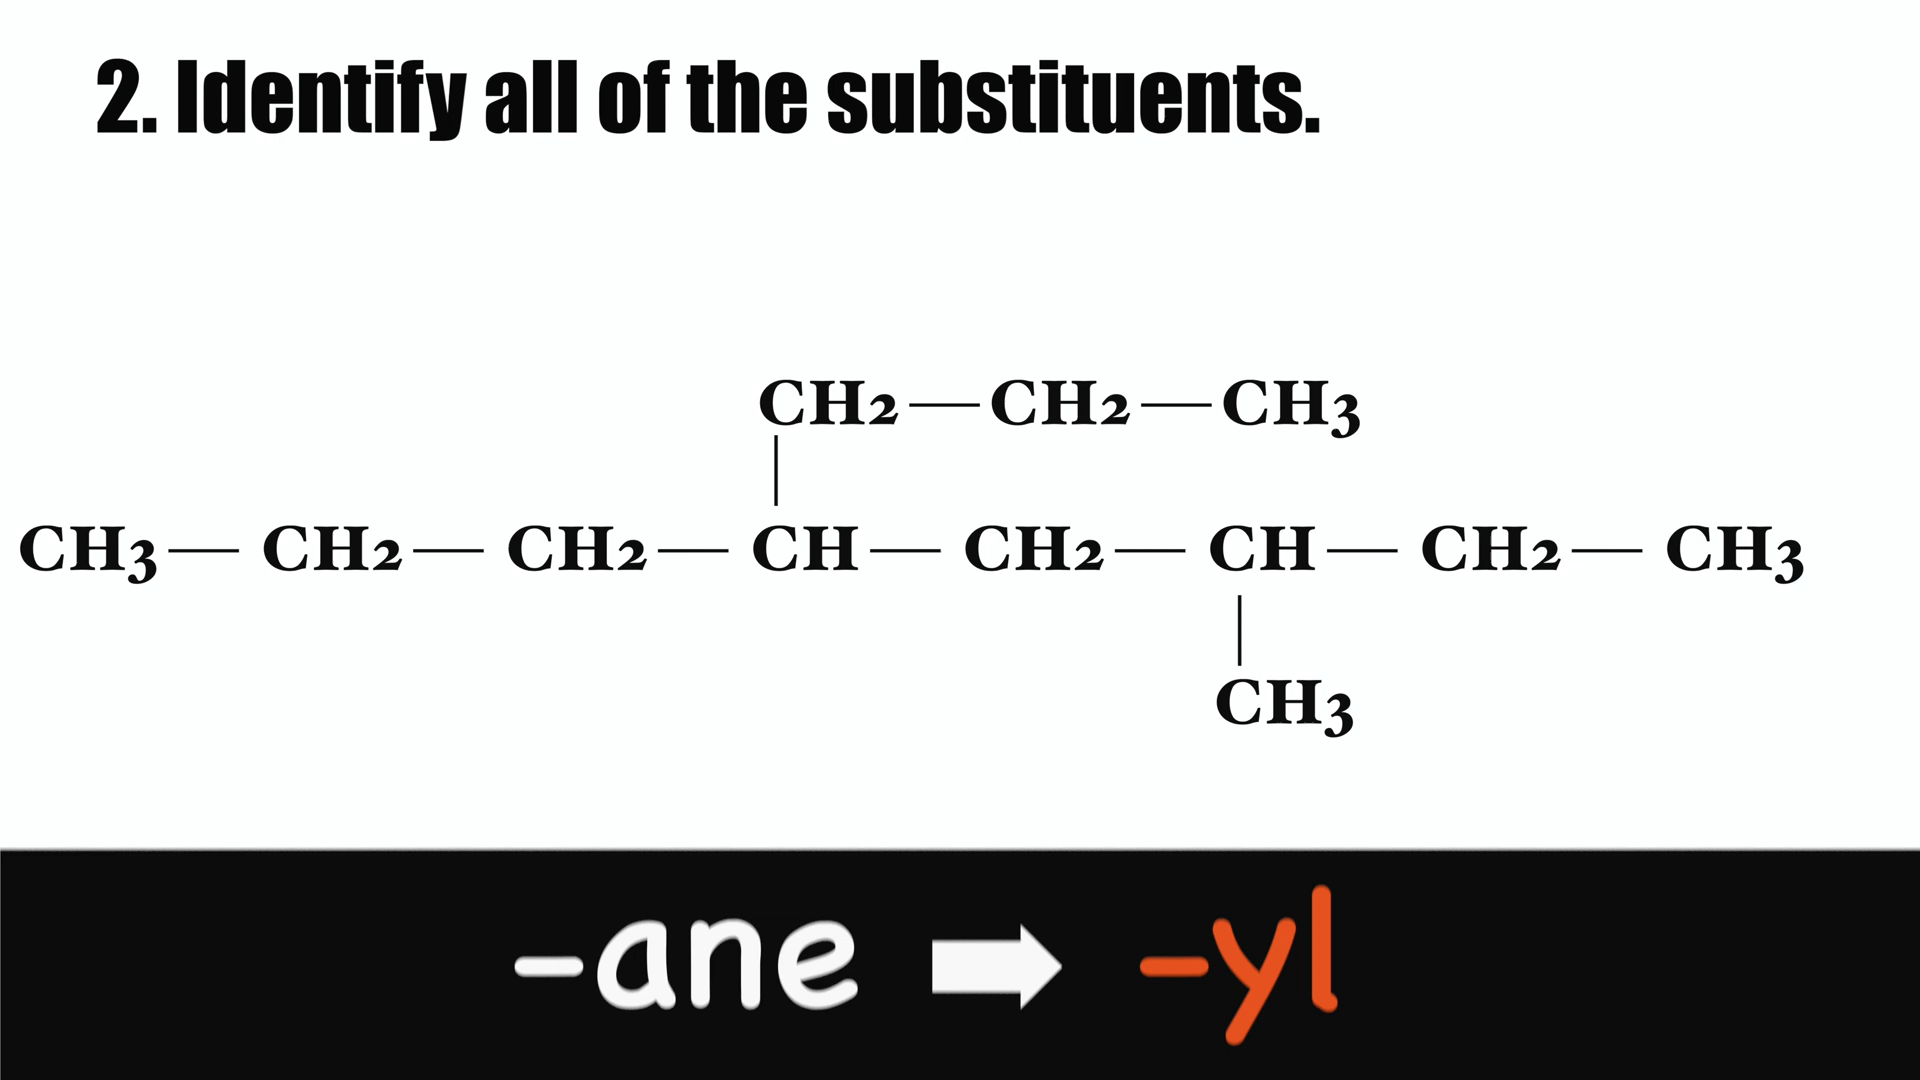 2. Identify all of the substituents.
CH2—CH2—CH3
CH3—CH2—CH2—CH—CH2—CH—CH2—CH3
CH3
-ane -yl